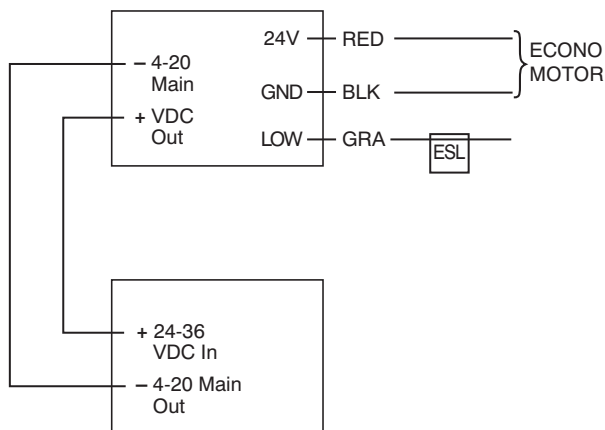 24V RED
− 4-20
Main
GND BLK
+ VDC
Out
LOW GRA
ESL
ECONO
MOTOR
+ 24-36
VDC In
− 4-20 Main
Out